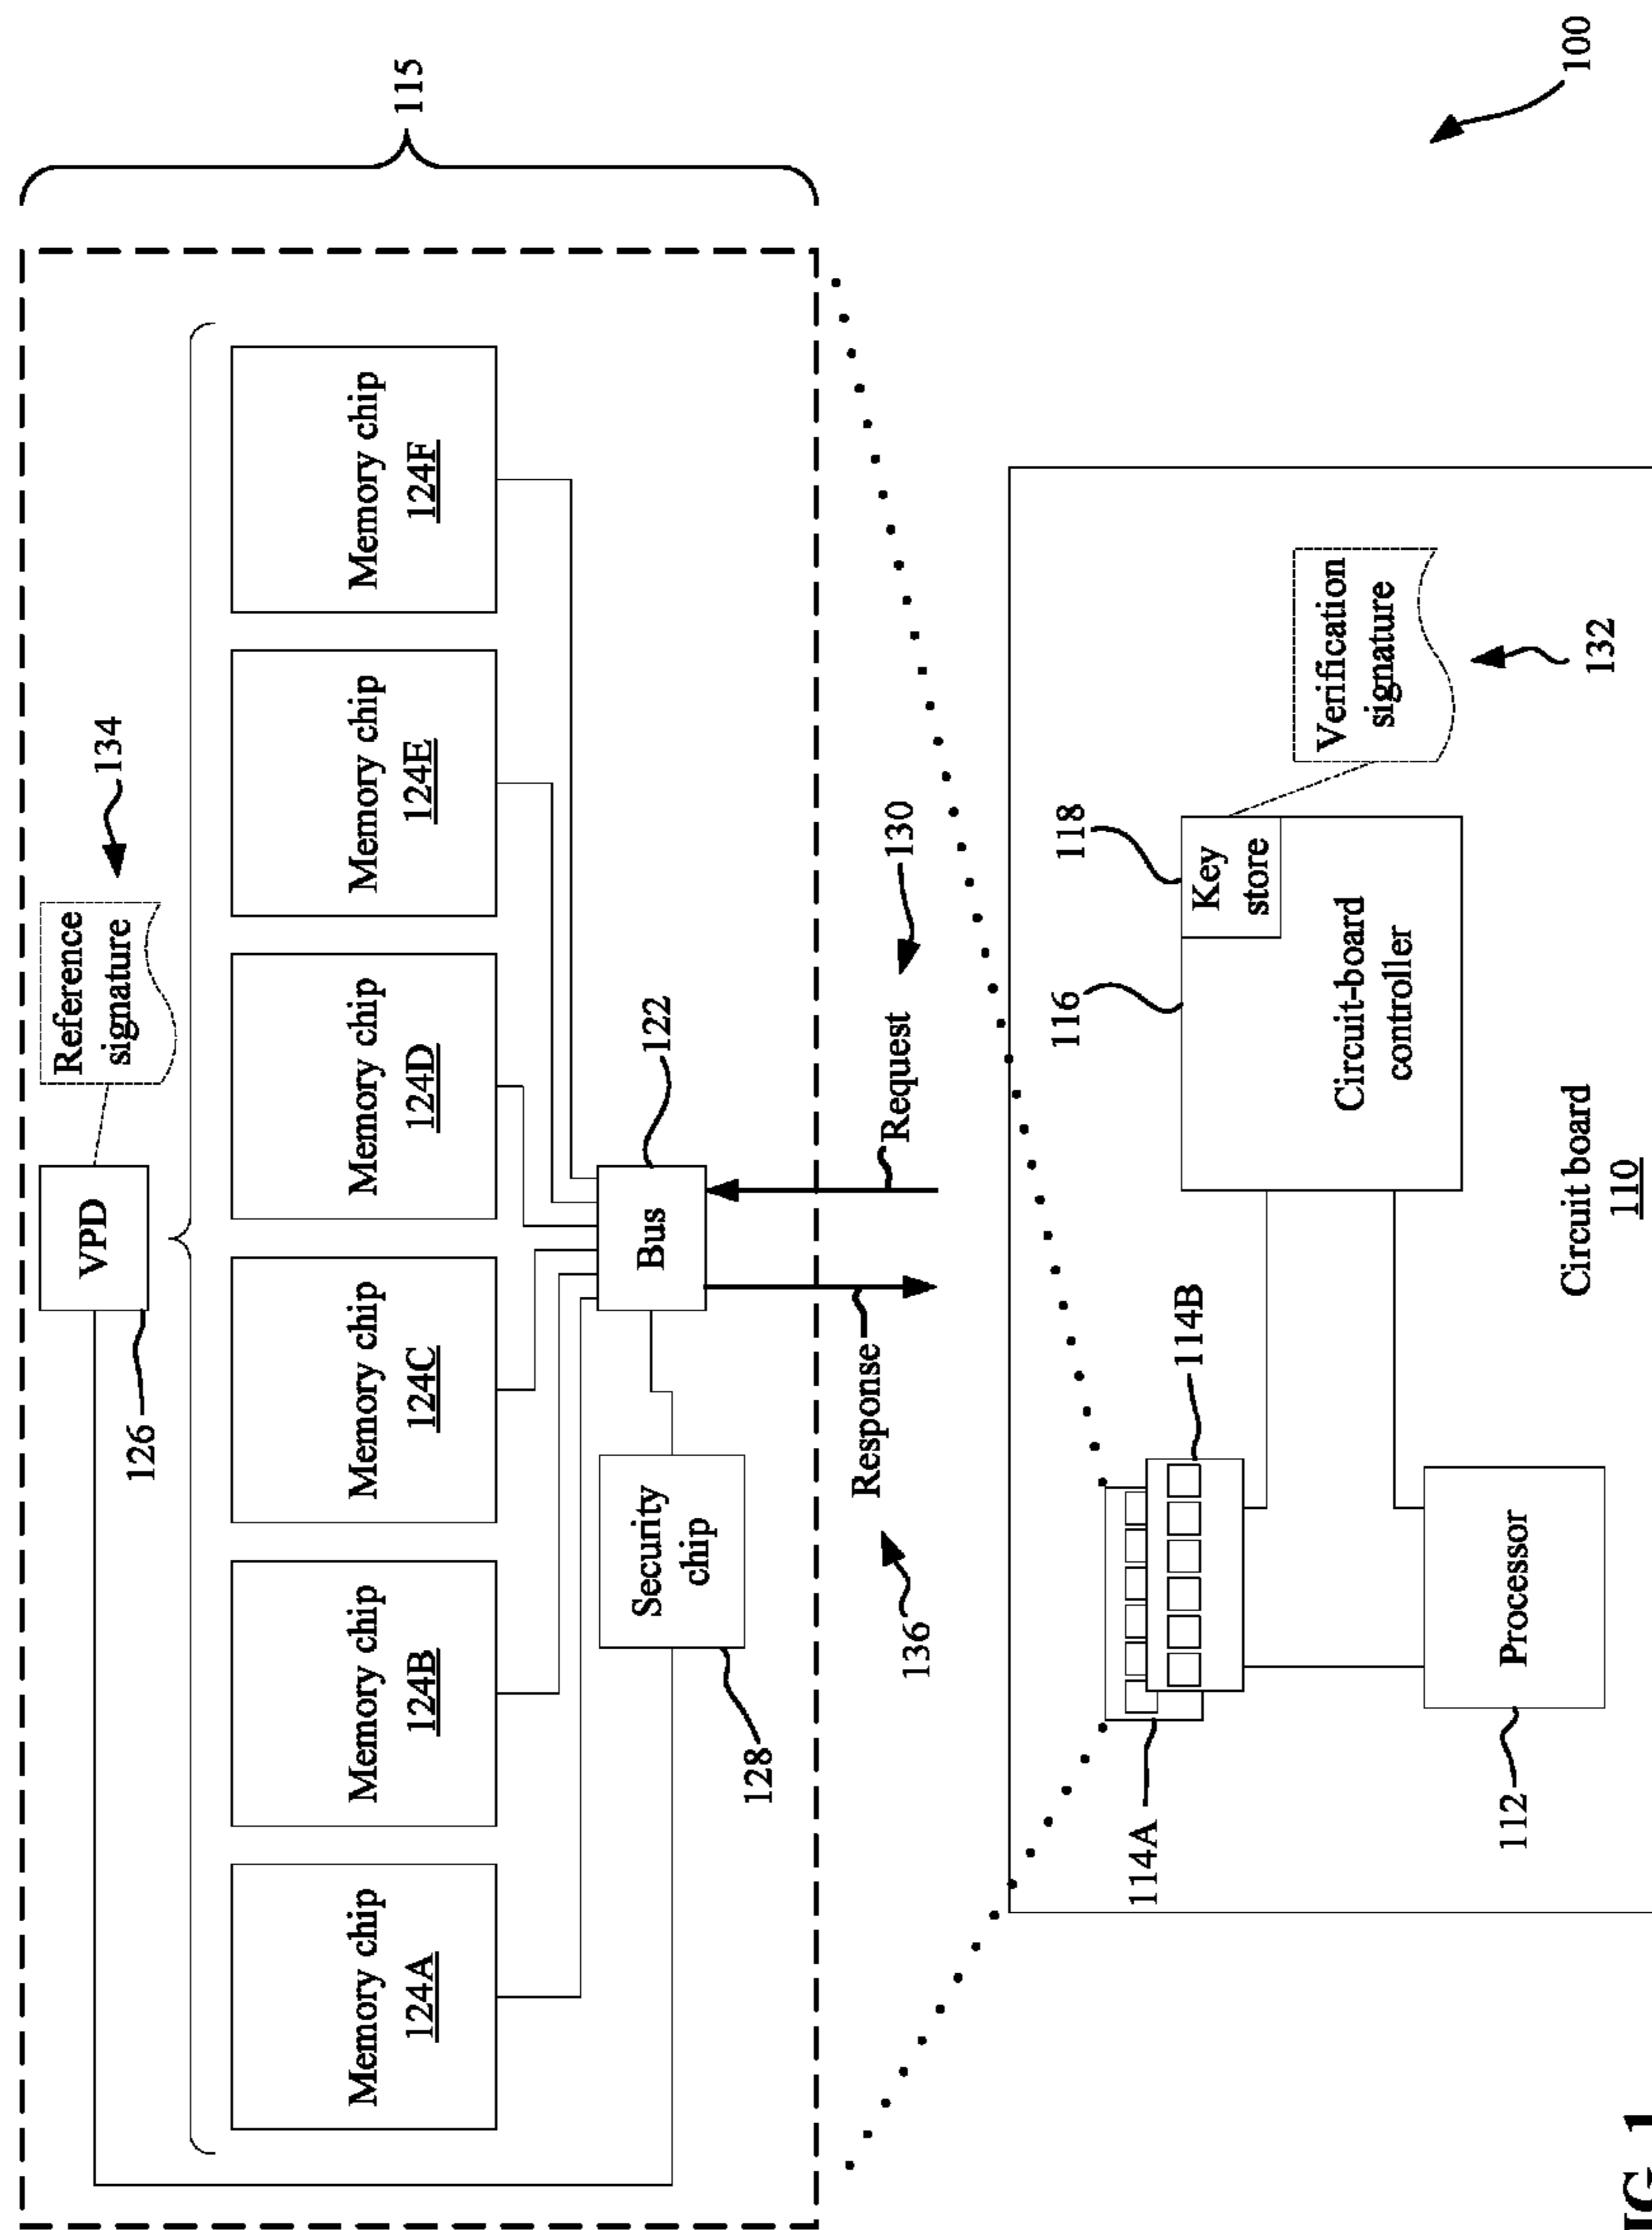 115
134
Reference
signature
VPD
126
Memory chip
124A
Memory chip
124B
Memory chip
124C
Memory chip
124D
Memory chip
124E
Memory chip
124F
Bus
122
Security
chip
128
Response
136
Request
130
100
114A
114B
116
118
Key
store
Circuit-board
controller
Verification
signature
132
Processor
112
Circuit board
110